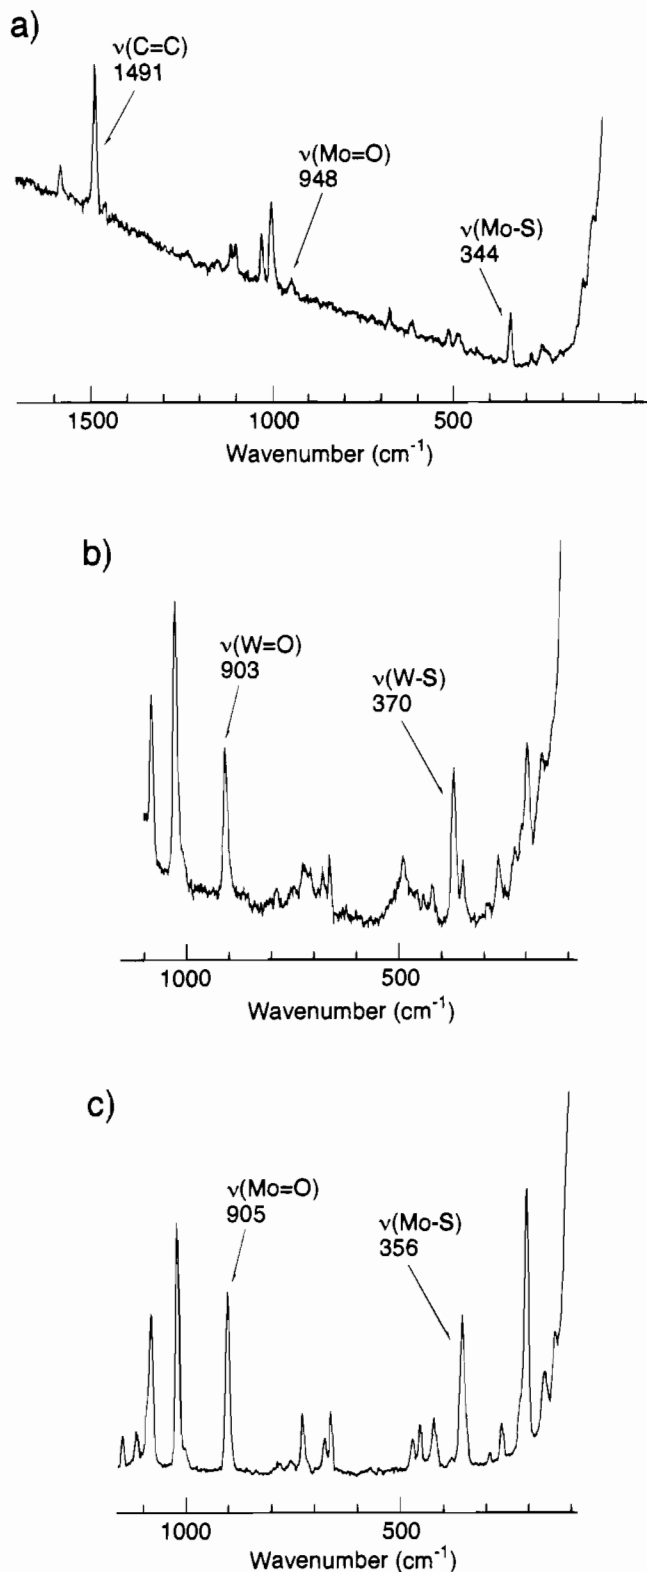 a)
ν(C=C)
1491
ν(Mo=O)
948
ν(Mo-S)
344
1500 1000 500
Wavenumber (cm⁻¹)
b)
ν(W=O)
903
ν(W-S)
370
1000 500
Wavenumber (cm⁻¹)
c)
ν(Mo=O)
905
ν(Mo-S)
356
1000 500
Wavenumber (cm⁻¹)